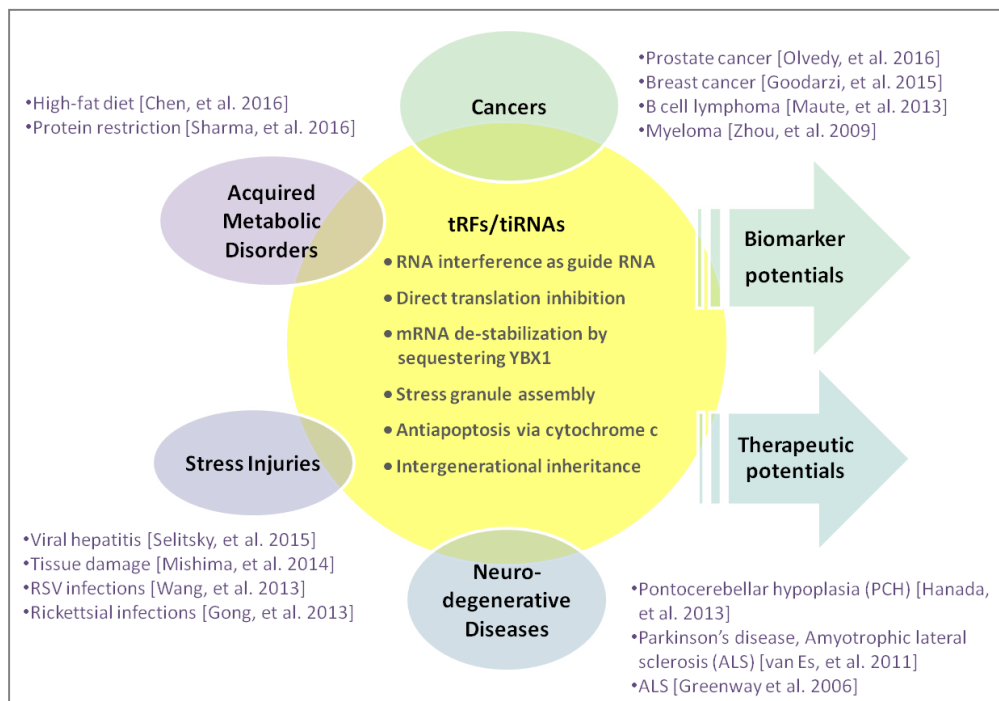 Cancers
•Prostate cancer [Olvedy, et al. 2016]
•Breast cancer [Goodarzi, et al. 2015]
•B cell lymphoma [Maute, et al. 2013]
•Myeloma [Zhou, et al. 2009]
•High-fat diet [Chen, et al. 2016]
•Protein restriction [Sharma, et al. 2016]
Acquired
Metabolic
Disorders
tRFs/tiRNAs
• RNA interference as guide RNA
• Direct translation inhibition
• mRNA de-stabilization by
sequestering YBX1
• Stress granule assembly
• Antiapoptosis via cytochrome c
• Intergenerational inheritance
Biomarker
potentials
Therapeutic
potentials
Stress Injuries
•Viral hepatitis [Selitsky, et al. 2015]
•Tissue damage [Mishima, et al. 2014]
•RSV infections [Wang, et al. 2013]
•Rickettsial infections [Gong, et al. 2013]
Neuro-
degenerative
Diseases
•Pontocerebellar hypoplasia (PCH) [Hanada,
et al. 2013]
•Parkinson’s disease, Amyotrophic lateral
sclerosis (ALS) [van Es, et al. 2011]
•ALS [Greenway et al. 2006]